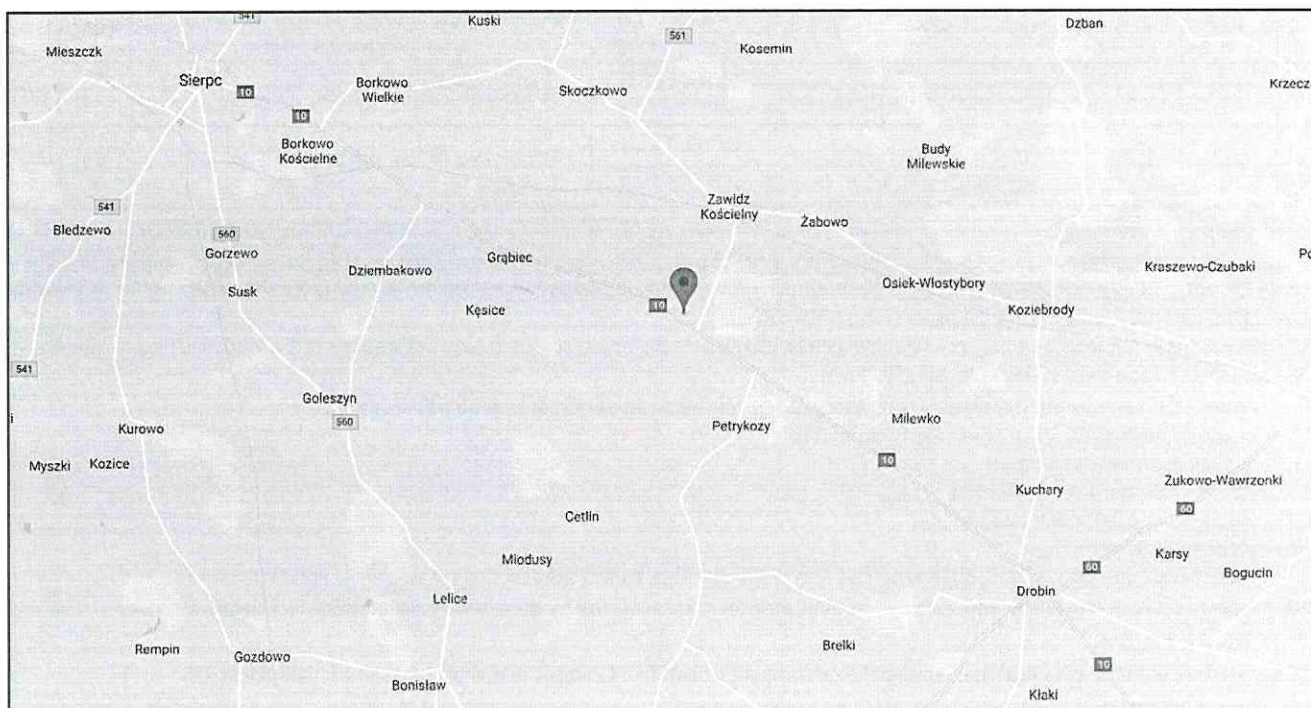 541
Kuski
561
Dzban
Mieszczk
Kosemin
Sierpc
10
Borkowo
Wielkie
Skoczkowo
Krzecz
10
Borkowo
Kościelne
Budy
Milewskie
541
Zawidz
Kościelny
Bledzewo
560
Żabowo
Gorzewo
Grąbiec
Dziembakowo
Kraszewo-Czubaki
Po
Susk
Osiek-Włostybory
10
Kęsice
Koziebrody
541
Goleszyn
560
i
Kurowo
Petrykozy
Milewko
Myszki
Kozice
10
Kuchary
Żukowo-Wawrzonki
60
Cetlin
Miodusy
Karsy
60
Bogucin
Lelice
Drobin
Rempin
Gozdowo
Brelki
10
Bonisław
Kłaki